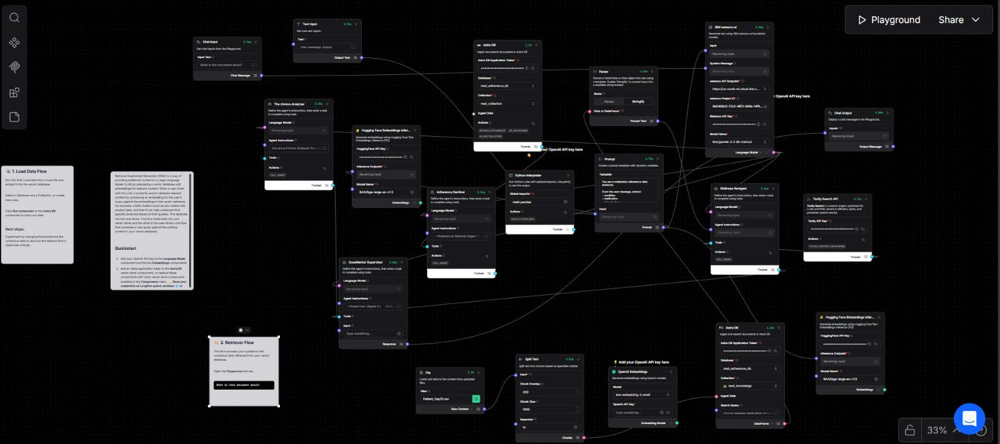 Playground
Share
Text Input
Get user text inputs.
Text
User message :{input}
Output Text
Chat Input
Get chat inputs from the Playground.
Input Text
What is this document about?
Chat Message
Astra DB
Ingest and search documents in Astra DB
Astra DB Application Token*
Database*
med_adherence_db
Collection*
med_collection
Ingest Data
Actions
SEARCH_DOCUMENTS
AS_DATAFRAME
AS_VECTOR_STORE
Toolset
your OpenAI API key here
Parser
Format a DataFrame or Data object into text using
a template. Enable 'Stringify' to convert input into
a readable string instead.
Mode
Parser
Stringify
Data or DataFrame*
Parsed Text
IBM watsonx.ai
Generate text using IBM watsonx.ai foundation
models.
Input
Receiving input
System Message
Receiving input
watsonx API Endpoint*
https://us-south.ml.cloud.ibm.c...
watsonx Project ID*
Watsonx API Key*
Model Name*
ibm/granite-3-2-8b-instruct
Language Model
OpenAI API key here
Chat Output
Display a chat message in the Playground.
Inputs*
Receiving input
Output Message
The chrono-Analyzer
Define the agent's instructions, then enter a task
to complete using tools.
Language Model
Receiving input
Agent Instructions
You are a Chrono Analyzer.Your
Tools
Actions
CALL_AGENT
Toolset
Hugging Face Embeddings Infer...
Generate embeddings using Hugging Face Text
Embeddings Inference (TEI)
HuggingFace API Key
Inference Endpoint*
Receiving input
Model Name*
BAAI/bge-large-en-v1.5
Embeddings
Adherence Sentinel
Define the agent's instructions, then enter a task
to complete using tools.
Language Model
Receiving input
Agent Instructions
Tools
Actions
CALL_AGENT
Toolset
Python Interpreter
Run Python code with optional imports. Use print()
to see the output.
Global Imports*
math,pandas
Actions
RUN_PYTHON_REPL
Toolset
Prompt
Create a prompt template with dynamic variables.
Template
You are a medication adherence data
extractor.
From the user message, extract
- condition
- medication
Input
Receiving input
Prompt
Wellness Navigato
Define the agent's instructions, then enter a task
to complete using tools.
Language Model
Receiving input
Agent Instructions
Receiving input
Tools
Actions
CALL_AGENT
Toolset
Tavily Search API
Tavily Search is a search engine optimized for
LLMs and RAG, aimed at efficient, quick, and
persistent search results.
Tavily API Key*
Actions
FETCH_CONTENT_DATAFRAME
Toolset
1. Load Data Flow
Run this first! Load data from a local file and
embed it into the vector database.
Select a Database and a Collection, or create
new ones.
Click Run component on the Astra DB
component to load your data.
Next steps:
Experiment by changing the prompt and the
contextual data to see how the retrieval flow's
responses change.
Retrieval Augmented Generation (RAG) is a way of
providing additional context to a Large Language
Model (LLM) by preloading a vector database with
embeddings for relevant content. When a user chats
with the LLM, a similarity search retrieves relevant
content by comparing an embedding for the user's
query against the embeddings in the vector database.
For example, a RAG chatbot could be pre-loaded with
product data, and then it can help customers find
specific products based on their queries. This template
has two sub-flows. One flow loads data into your
vector store, and the other is the user-driven chat flow
that compares a new query against the existing
content in your vector database.
Quickstart
1. Add your OpenAI API key to the Language Model
component and the two Embeddings components.
2. Add an Astra application token to the Astra DB
vector store components, or replace these
components with other vector store components
available in the Components menu. Store your
credentials as Langflow global variables to
DoseMentor Supervisor
Define the agent's instructions, then enter a task
to complete using tools.
Language Model
Receiving input
Agent Instructions
Tools
Input
Type something...
Response
2. Retriever Flow
This flow answers your questions with
contextual data retrieved from your vector
database.
Open the Playground and ask,
What is this document about?
File
Loads and returns the content from uploaded
files.
Files
Patient_Day10.csv
Raw Content
Split Text
Split text into chunks based on specified criteria.
Input*
Chunk Overlap
200
Chunk Size
1000
Separator
\n
Chunks
Add your OpenAI API key here
OpenAI Embeddings
Generate embeddings using OpenAI models.
Model
text-embedding-3-small
OpenAI API Key*
Type something...
Embedding Model
Astra DB
Ingest and search documents in Astra DB
Astra DB Application Token*
Database*
med_adherence_db
Collection*
med_knowledge
Ingest Data
Search Query
chronic disease medication adhe
DataFrame
Hugging Face Embeddings Infer...
Generate embeddings using Hugging Face Text
Embeddings Inference (TEI)
HuggingFace API Key
Inference Endpoint*
Receiving input
Model Name*
BAAI/bge-large-en-v1.5
Embeddings
33%